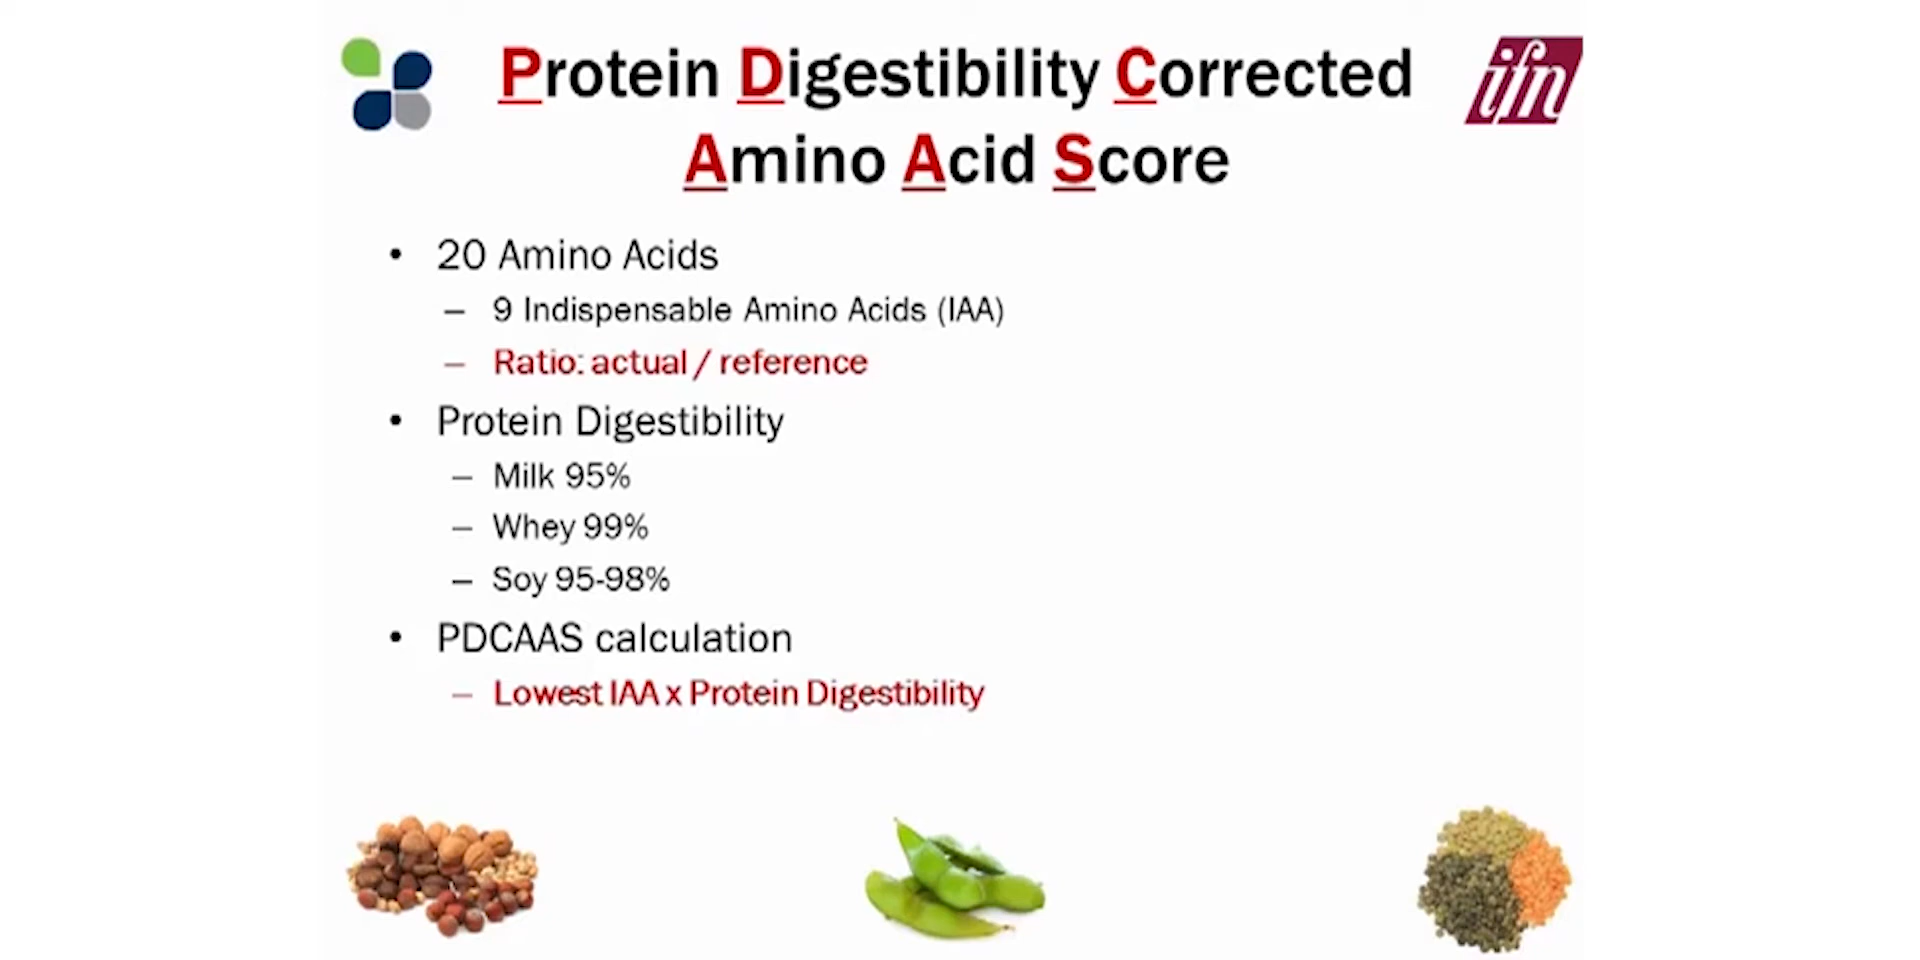 Protein Digestibility Corrected
Amino Acid Score
ifn
• 20 Amino Acids
– 9 Indispensable Amino Acids (IAA)
– Ratio: actual / reference
• Protein Digestibility
– Milk 95%
– Whey 99%
– Soy 95-98%
• PDCAAS calculation
– Lowest IAA x Protein Digestibility